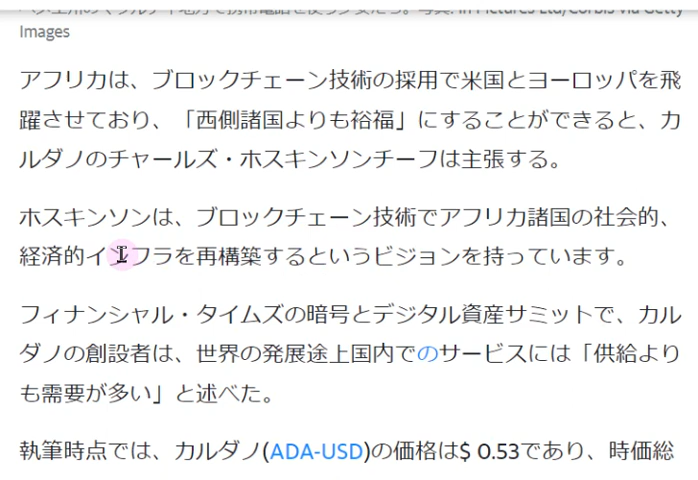 Images
アフリカは、ブロックチェーン技術の採用で米国とヨーロッパを飛
躍させており、「西側諸国よりも裕福」にすることができると、カ
ルダノのチャールズ・ホスキンソンチーフは主張する。
ホスキンソンは、ブロックチェーン技術でアフリカ諸国の社会的、
経済的インフラを再構築するというビジョンを持っています。
フィナンシャル・タイムズの暗号とデジタル資産サミットで、カル
ダノの創設者は、世界の発展途上国内でのサービスには「供給より
も需要が多い」と述べた。
執筆時点では、カルダノ(ADA-USD)の価格は$ 0.53であり、時価総